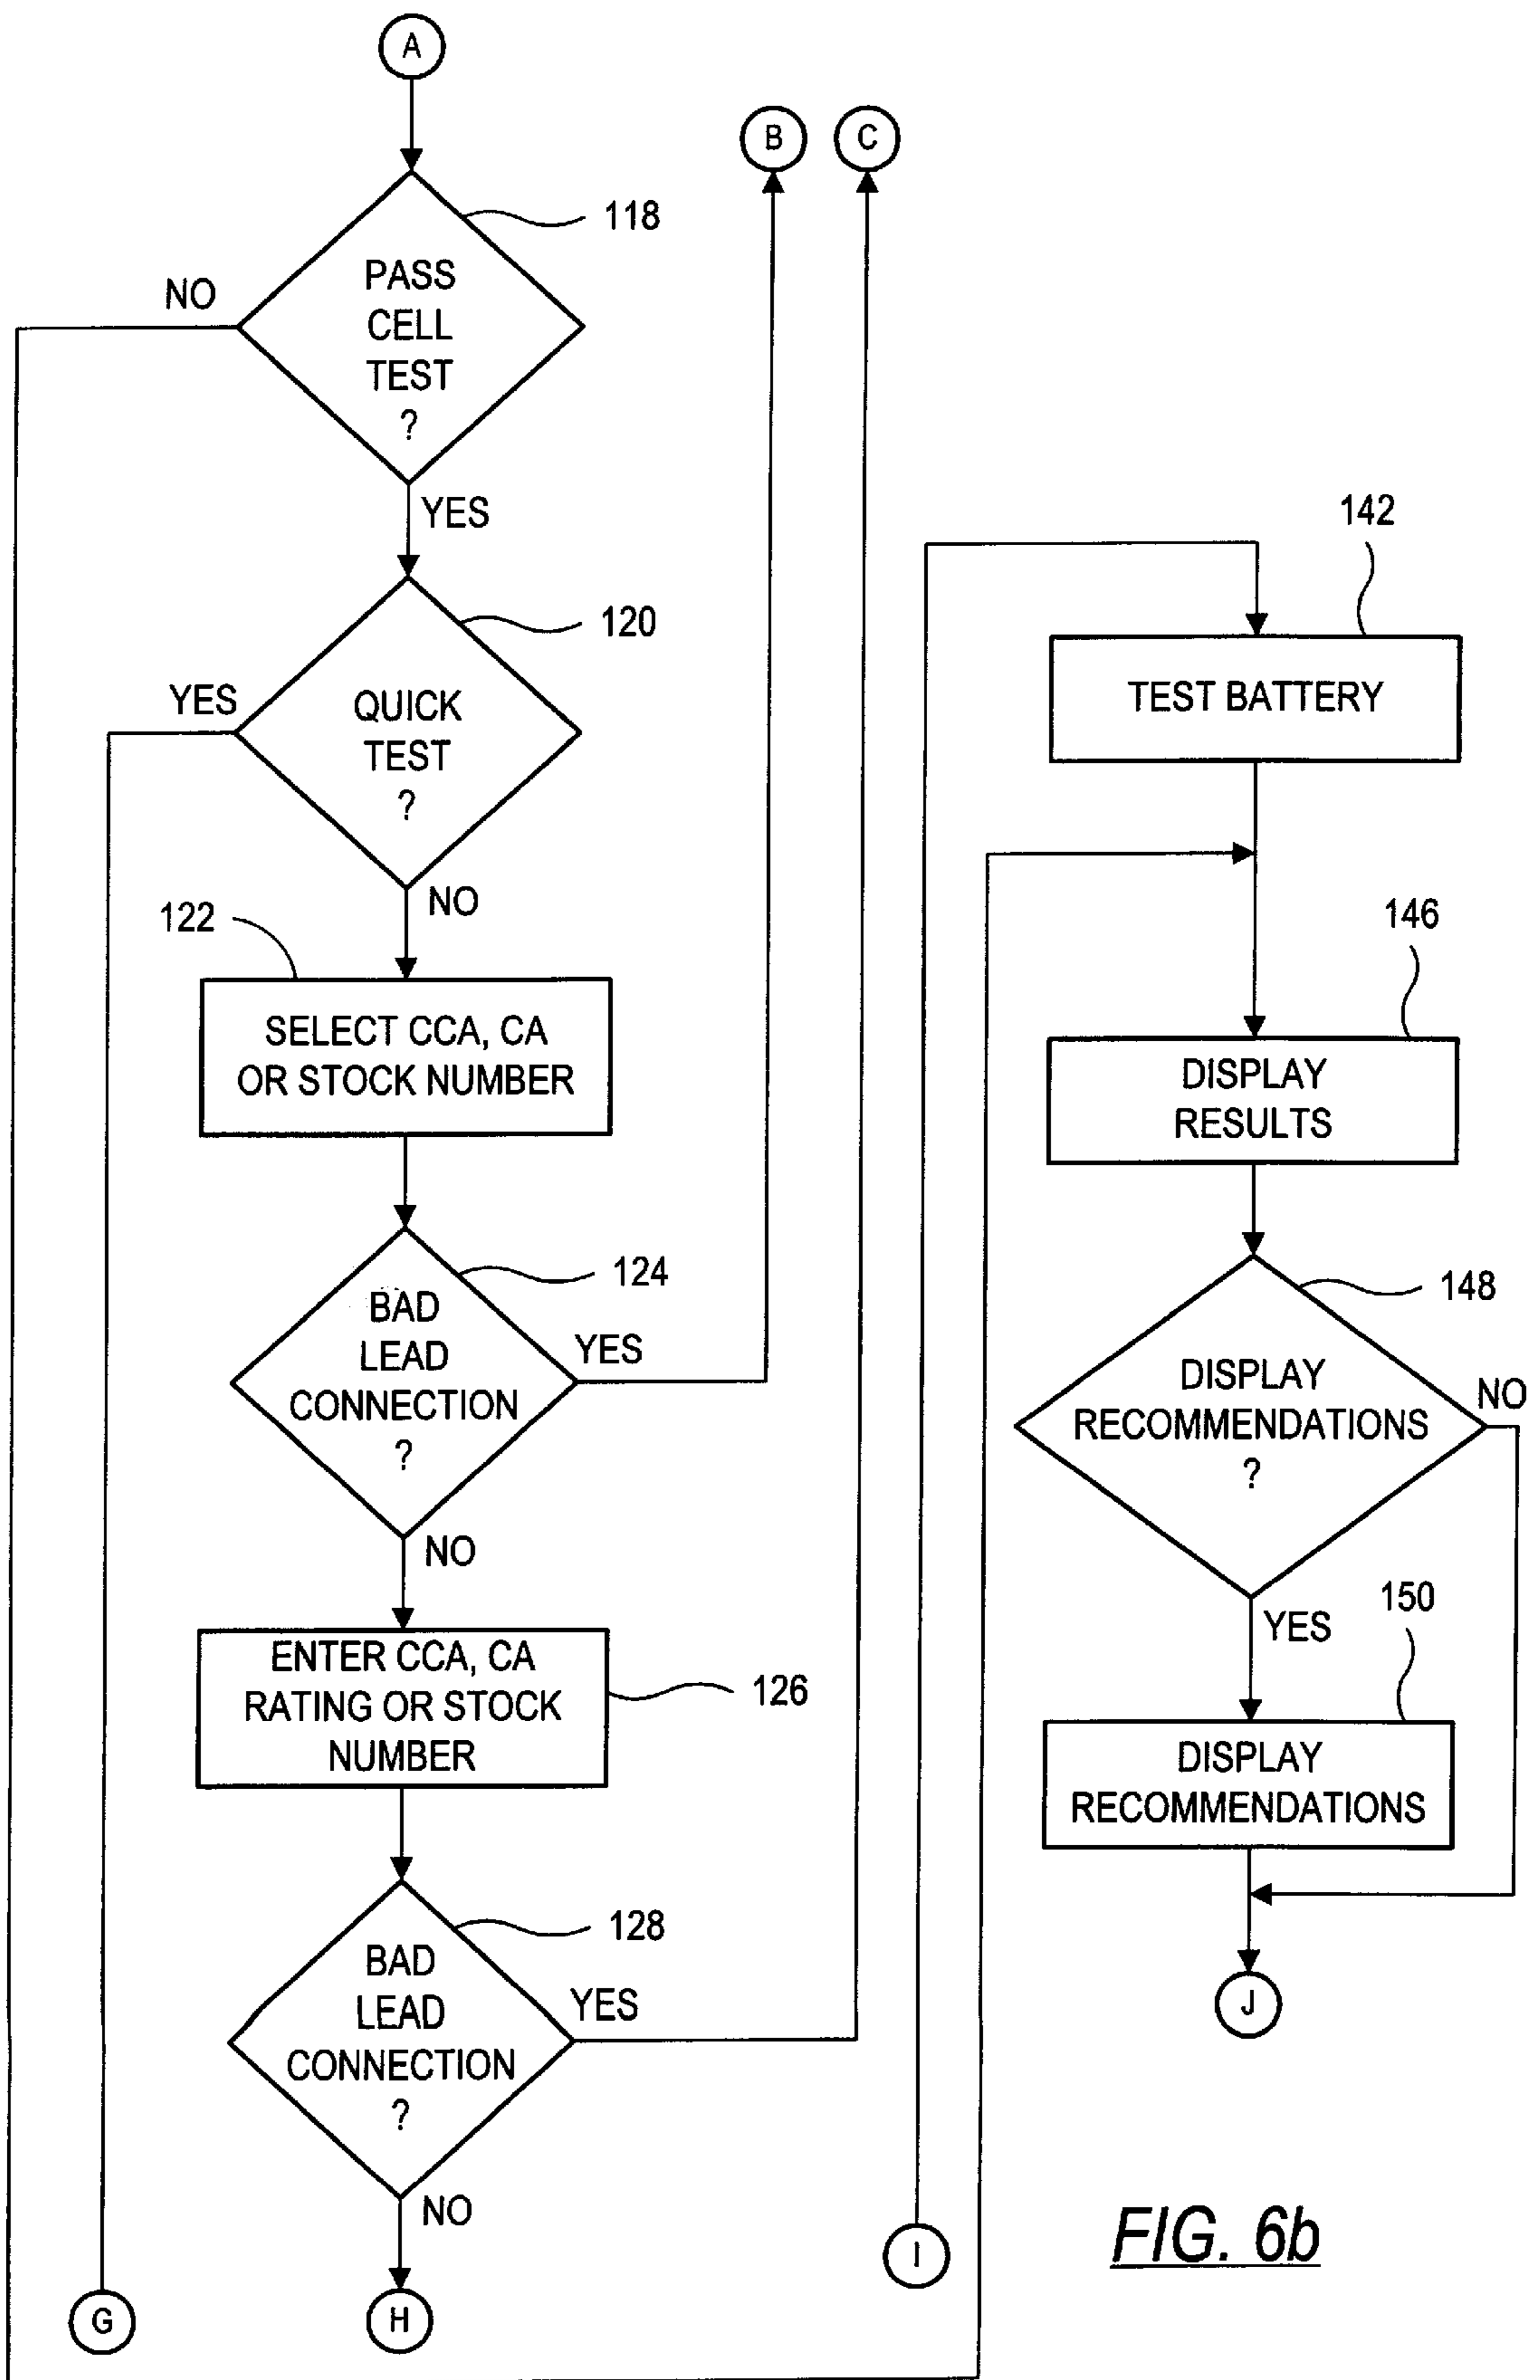 A
118
PASS
CELL
TEST
?
NO
YES
120
QUICK
TEST
?
YES
NO
122
SELECT CCA, CA
OR STOCK NUMBER
124
BAD
LEAD
CONNECTION
?
YES
NO
ENTER CCA, CA
RATING OR STOCK
NUMBER
126
128
BAD
LEAD
CONNECTION
?
YES
NO
G
H
B
C
142
TEST BATTERY
146
DISPLAY
RESULTS
148
DISPLAY
RECOMMENDATIONS
?
NO
YES
150
DISPLAY
RECOMMENDATIONS
J
I
FIG. 6b